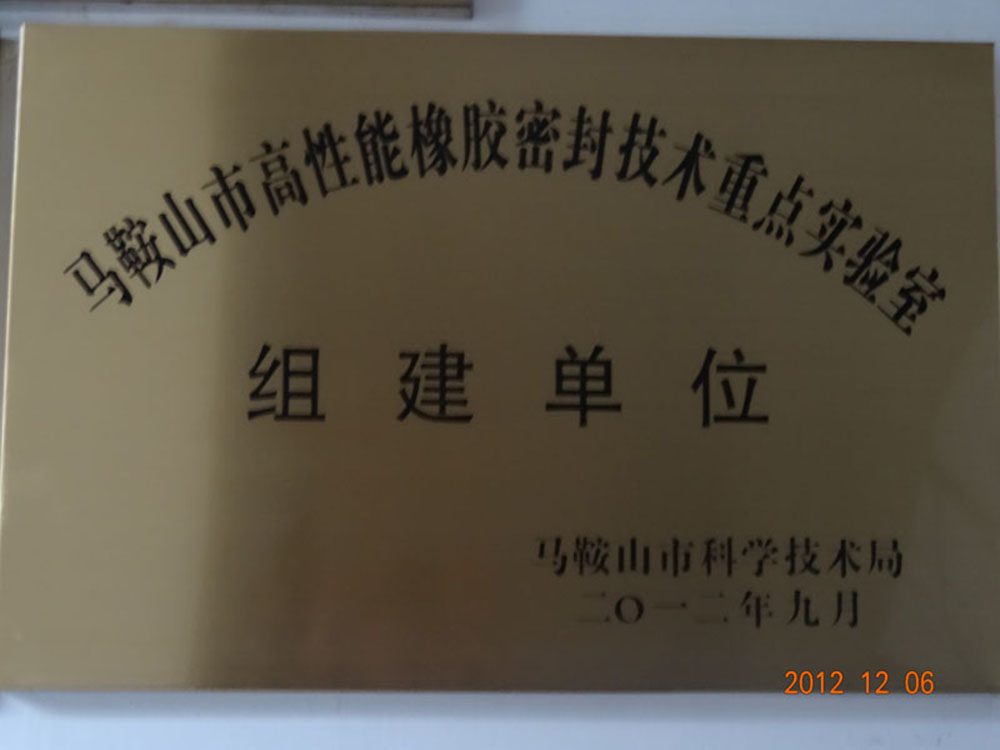 马鞍山市高性能橡胶密封技术重点实验室
组建单位
马鞍山市科学技术局
二〇一二年九月
2012 12 06